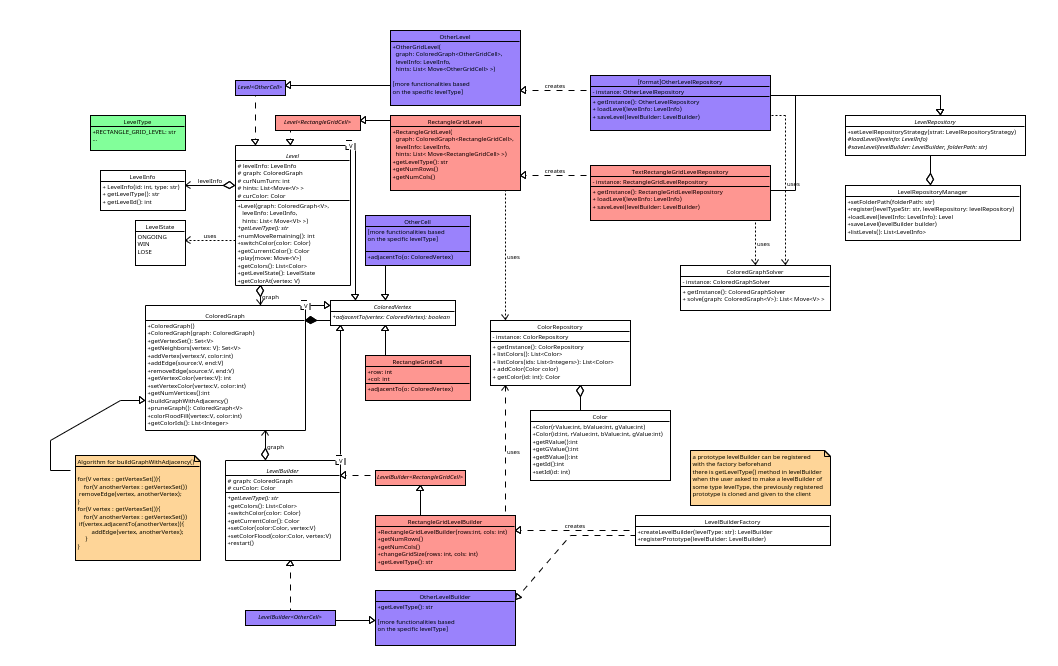 OtherLevel
+OtherGridLevel(
graph: ColoredGraph<OtherGridCell>,
levelInfo: LevelInfo,
hints: List< Move<OtherGridCell> >)
[more functionalities based
on the specific levelType]
Level<OtherCell>
creates
[format]OtherLevelRepository
- instance: OtherLevelRepository
+ getInstance(): OtherLevelRepository
+ loadLevel(levelInfo: LevelInfo)
+ saveLevel(levelBuilder: LevelBuilder)
LevelType
+RECTANGLE_GRID_LEVEL: str
...
Level<RectangleGridCell>
RectangleGridLevel
+RectangleGridLevel(
graph: ColoredGraph<RectangleGridCell>,
levelInfo: LevelInfo,
hints: List< Move<RectangleGridCell> >)
+getLevelType(): str
+getNumRows()
+getNumCols()
LevelRepository
+setLevelRepositoryStrategy(strat: LevelRepositoryStrategy)
#loadLevel(leveInfo: LevelInfo)
#saveLevel(levelBuilder: LevelBuilder, folderPath: str)
V
Level
# levelInfo: LevelInfo
# graph: ColoredGraph
# curNumTurn: int
# hints: List<Move<V> >
# curColor: Color
+Level(graph: ColoredGraph<V>,
levelInfo: LevelInfo,
hints: List< Move<Vl> >)
+getLevelType(): str
+numMoveRemaining(): int
+switchColor(color: Color)
+getCurrentColor(): Color
+play(move: Move<V>)
+getColors(): List<Color>
+getLevelState(): LevelState
+getColorAt(vertex: V)
LevelInfo
+ LevelInfo(id: int, type: str)
+ getLevelType(): str
+ getLevelId(): int
levelInfo
creates
TextRectangleGridLevelRepository
- instance: RectangleGridLevelRepository
+ getInstance(): RectangleGridLevelRepository
+ loadLevel(levelInfo: LevelInfo)
+ saveLevel(levelBuilder: LevelBuilder)
uses
LevelRepositoryManager
+setFolderPath(folderPath: str)
+register(levelTypeStr: str, levelRepository: levelRepository)
+loadLevel(levelInfo: LevelInfo): Level
+saveLevel(levelBuilder builder)
+listLevels(): List<LevelInfo>
LevelState
ONGOING
WIN
LOSE
uses
OtherCell
[more functionalities based
on the specific levelType]
+adjacentTo(o: ColoredVertex)
uses
uses
ColoredGraphSolver
- instance: ColoredGraphSolver
+ getInstance(): ColoredGraphSolver
+ solve(graph: ColoredGraph<V>): List< Move<V> >
graph
V
ColoredVertex
+adjacentTo(vertex: ColoredVertex): boolean
ColoredGraph
+ColoredGraph()
+ColoredGraph(graph: ColoredGraph)
+getVertexSet(): Set<V>
+getNeighbors(vertex: V): Set<V>
+addVertex(vertex:V, color:int)
+addEdge(source:V, end:V)
+removeEdge(source:V, end:V)
+getVertexColor(vertex:V): int
+setVertexColor(vertex:V, color:int)
+getNumVertices():int
+buildGraphWithAdjacency()
+pruneGraph(): ColoredGraph<V>
+colorFloodFill(vertex:V, color:int)
+getColorIds(): List<Integer>
ColorRepository
- instance: ColorRepository
+ getInstance(): ColorRepository
+ listColors(): List<Color>
+ listColors(ids: List<Integers>): List<Color>
+ addColor(Color color)
+ getColor(id: int): Color
RectangleGridCell
+row: int
+col: int
+adjacentTo(o: ColoredVertex)
Color
+Color(rValue:int, bValue:int, gValue:int)
+Color(id:int, rValue:int, bValue:int, gValue:int)
+getRValue():int
+getGValue():int
+getBValue():int
+getId():int
+setId(id: int)
graph
uses
a prototype levelBuilder can be registered
with the factory beforehand
there is getLevelType() method in levelBuilder
when the user asked to make a levelBuilder of
some type levelType, the previously registered
prototype is cloned and given to the client
Algorithm for buildGraphWithAdjacency()
for(V vertex : getVertexSet()){
for(V anotherVertex : getVertexSet())
removeEdge(vertex, anotherVertex);
}
for(V vertex : getVertexSet()){
for(V anotherVertex : getVertexSet())
if(vertex.adjacentTo(anotherVertex)){
addEdge(vertex, anotherVertex);
}
}
V
LevelBuilder
# graph: ColoredGraph
# curColor: Color
+getLevelType(): str
+getColors(): List<Color>
+switchColor(color: Color)
+getCurrentColor(): Color
+setColor(color:Color, vertex:V)
+setColorFlood(color:Color, vertex:V)
+restart()
LevelBuilder<RectangleGridCell>
RectangleGridLevelBuilder
+RectangleGridLevelBuilder(rows:int, cols: int)
+getNumRows()
+getNumCols()
+changeGridSize(rows: int, cols: int)
+getLevelType(): str
creates
LevelBuilderFactory
+createLevelBuilder(levelType: str): LevelBuilder
+registerPrototype(levelBuilder: LevelBuilder)
OtherLevelBuilder
+getLevelType(): str
[more functionalities based
on the specific levelType]
LevelBuilder<OtherCell>